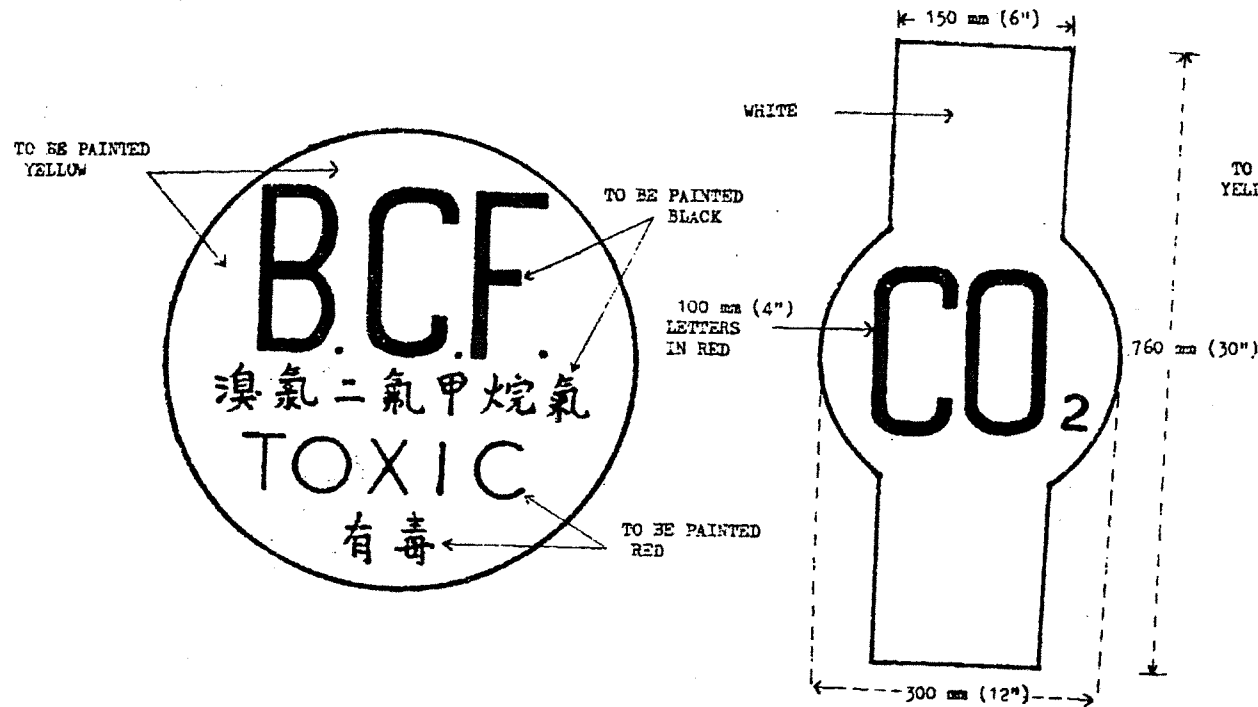 TO BE PAINTED
YELLOW
B.C.F.
溴氯二氟甲烷氣
TOXIC
有毒
TO BE PAINTED
BLACK
TO BE PAINTED
RED
150 mm (6")
WHITE
100 mm (4")
LETTERS
IN RED
CO2
760 mm (30")
300 mm (12")
TO